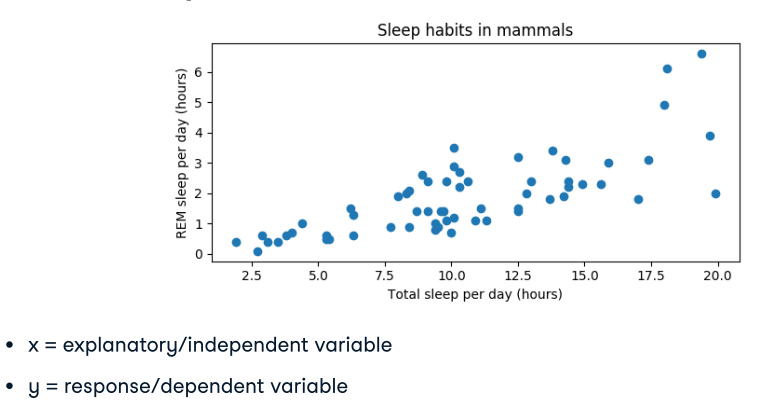 Sleep habits in mammals
REM sleep per day (hours)
6
5
4
3
2
1
0
2.5 5.0 7.5 10.0 12.5 15.0 17.5 20.0
Total sleep per day (hours)
• x = explanatory/independent variable
• y = response/dependent variable